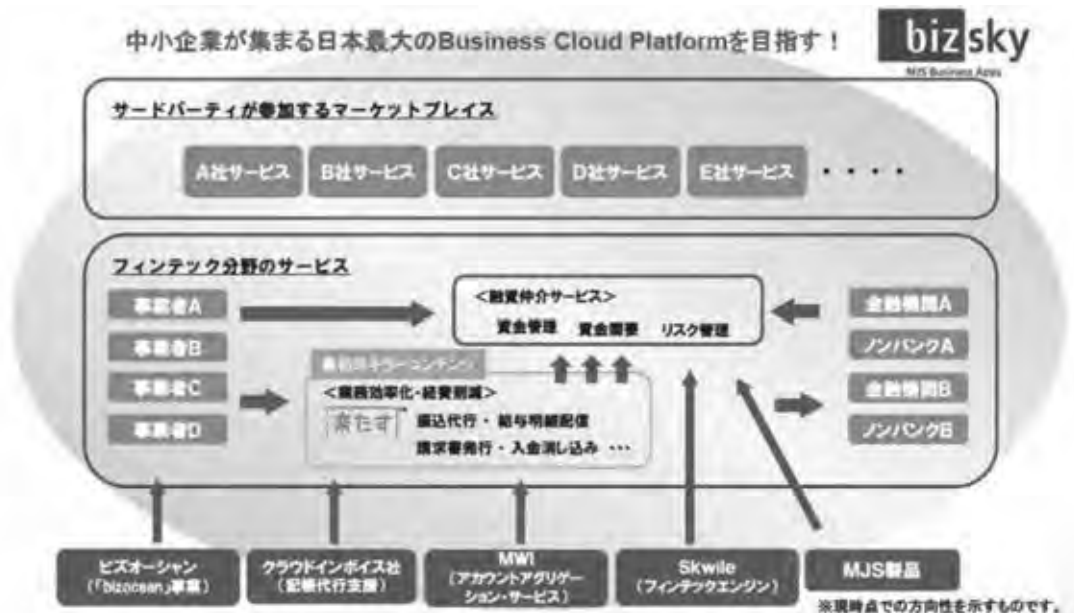 中小企業が集まる日本最大のBusiness Cloud Platformを目指す！
bizsky
MJS Business Apps
サードパーティが参加するマーケットプレイス
A社サービス
B社サービス
C社サービス
D社サービス
E社サービス
・・・・
フィンテック分野のサービス
事業者A
事業者B
事業者C
事業者D
＜融資仲介サービス＞
資金管理 資金調要 リスク管理
金融機関A
ノンバンクA
金融機関B
ノンバンクB
最初のキラーコンテンツ
＜業務効率化・経費削減＞
楽たす
振込代行・給与明細配信
請求書発行・入金消し込み …
ビズオーシャン
（「bizocean」事業）
クラウドインボイス社
（記帳代行支援）
MWI
（アカウントアグリゲー
ション・サービス）
Skwile
（フィンテックエンジン）
MJS製品
※現時点での方向性を示すものです。